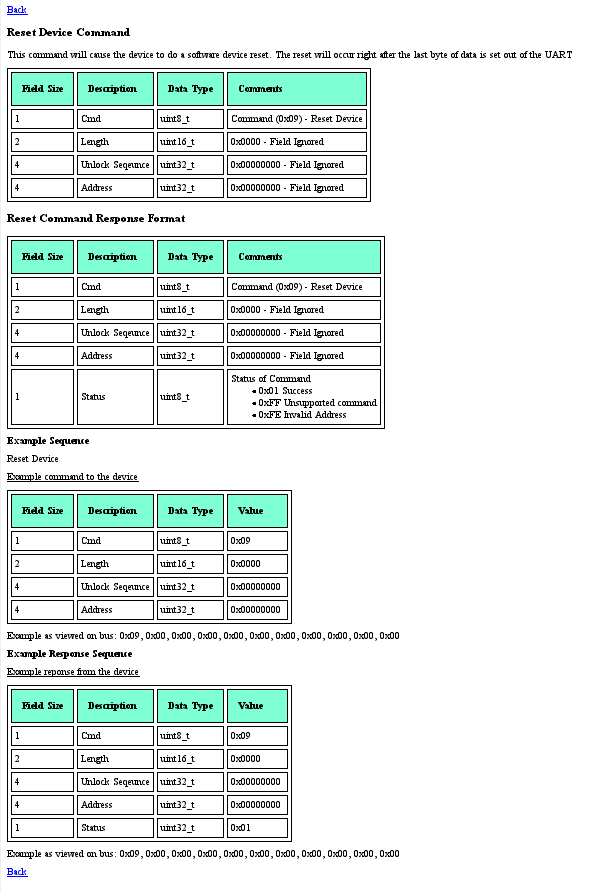 Back
Reset Device Command
This command will cause the device to do a software device reset. The reset will occur right after the last byte of data is set out of the UART
Field Size Description Data Type Comments
1 Cmd uint8_t Command (0x09) - Reset Device
2 Length uint16_t 0x0000 - Field Ignored
4 Unlock Seqeunce uint32_t 0x00000000 - Field Ignored
4 Address uint32_t 0x00000000 - Field Ignored
Reset Command Response Format
Field Size Description Data Type Comments
1 Cmd uint8_t Command (0x09) - Reset Device
2 Length uint16_t 0x0000 - Field Ignored
4 Unlock Seqeunce uint32_t 0x00000000 - Field Ignored
4 Address uint32_t 0x00000000 - Field Ignored
1 Status uint8_t Status of Command
• 0x01 Success
• 0xFF Unsupported command
• 0xFE Invalid Address
Example Sequence
Reset Device
Example command to the device
Field Size Description Data Type Value
1 Cmd uint8_t 0x09
2 Length uint16_t 0x0000
4 Unlock Seqeunce uint32_t 0x00000000
4 Address uint32_t 0x00000000
Example as viewed on bus: 0x09, 0x00, 0x00, 0x00, 0x00, 0x00, 0x00, 0x00, 0x00, 0x00, 0x00
Example Response Sequence
Example reponse from the device
Field Size Description Data Type Value
1 Cmd uint8_t 0x09
2 Length uint16_t 0x0000
4 Unlock Seqeunce uint32_t 0x00000000
4 Address uint32_t 0x00000000
1 Status uint32_t 0x01
Example as viewed on bus: 0x09, 0x00, 0x00, 0x00, 0x00, 0x00, 0x00, 0x00, 0x00, 0x00, 0x00
Back